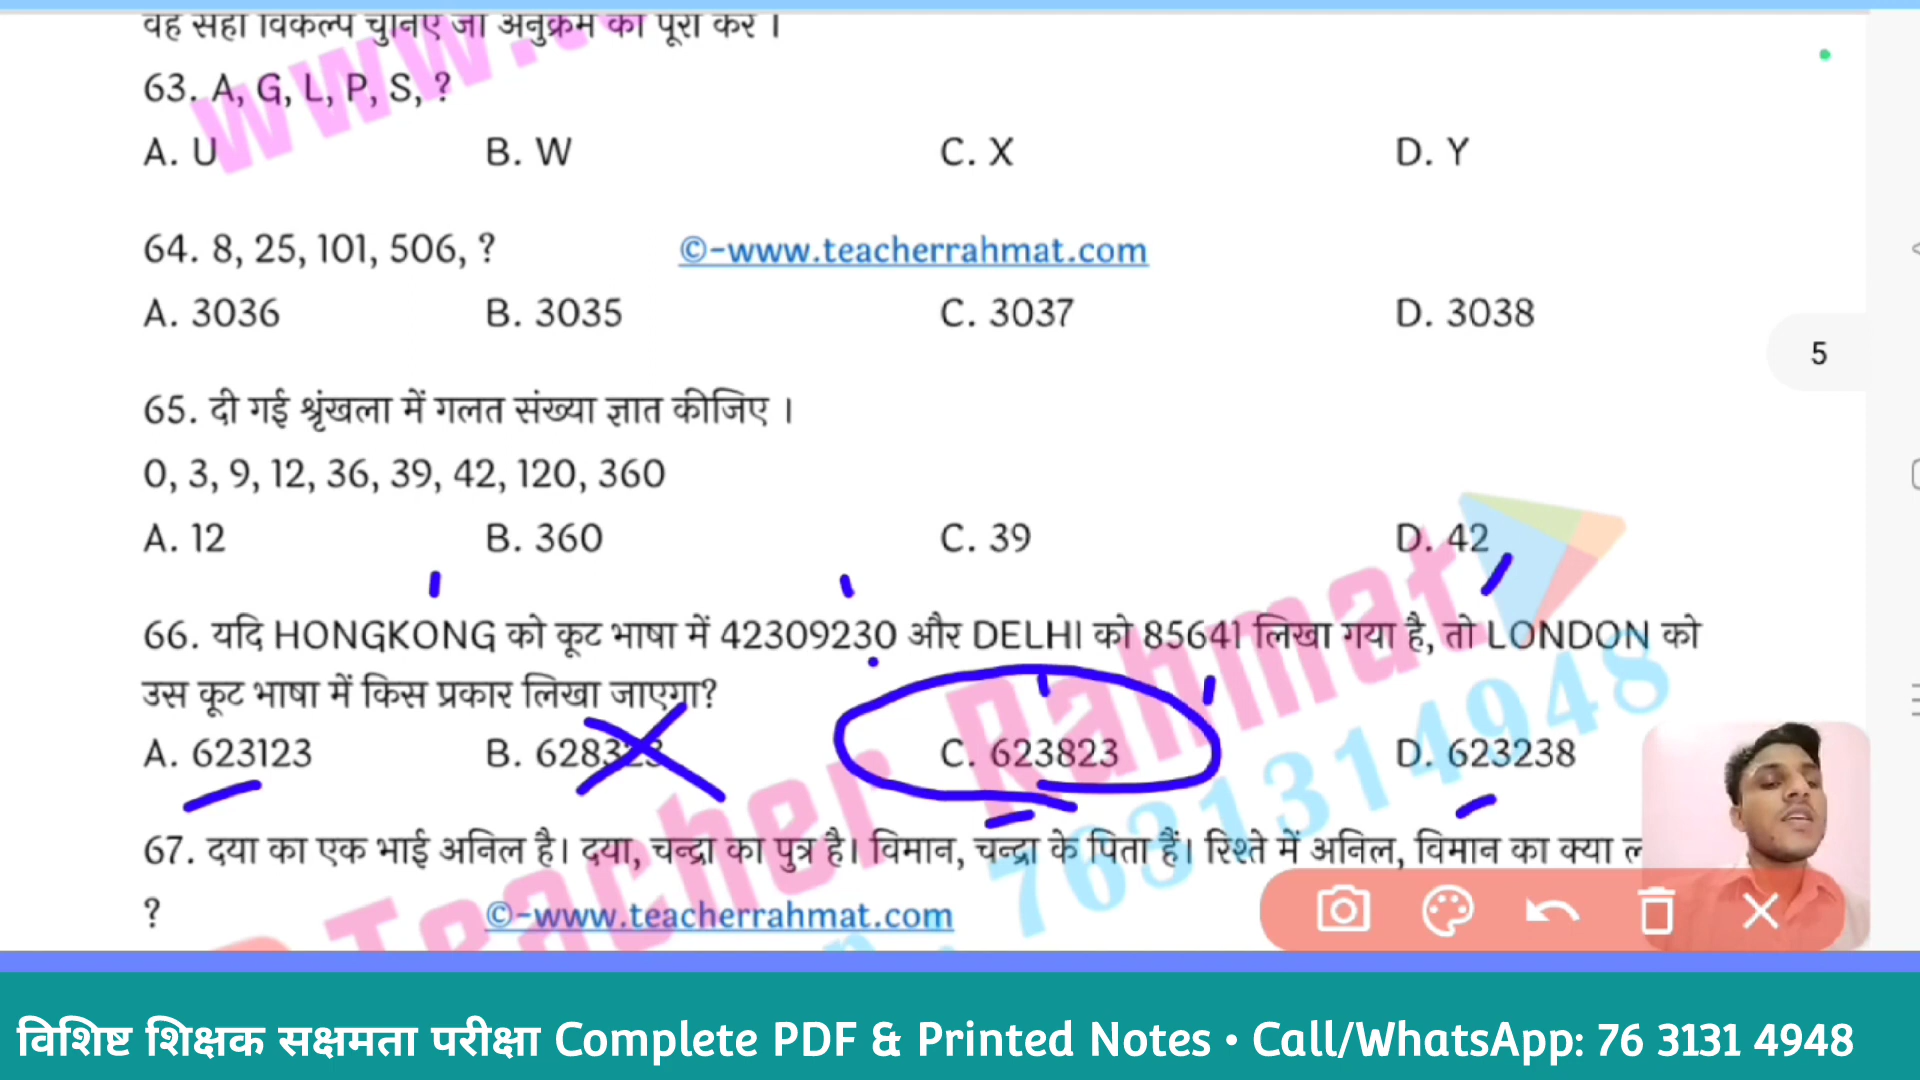 वह सही विकल्प चुनिए जो अनुक्रम को पूरा करे ।
63. A, G, L, P, S, ?
A. U B. W C. X D. Y
64. 8, 25, 101, 506, ? ©-www.teacherrahmat.com
A. 3036 B. 3035 C. 3037 D. 3038
5
65. दी गई श्रृंखला में गलत संख्या ज्ञात कीजिए ।
0, 3, 9, 12, 36, 39, 42, 120, 360
A. 12 B. 360 C. 39 D. 42
66. यदि HONGKONG को कूट भाषा में 42309230 और DELHI को 85641 लिखा गया है, तो LONDON को
उस कूट भाषा में किस प्रकार लिखा जाएगा?
A. 623123 B. 628323 C. 623823 D. 623238
67. दया का एक भाई अनिल है। दया, चन्द्रा का पुत्र है। विमान, चन्द्रा के पिता हैं। रिश्ते में अनिल, विमान का क्या
? ©-www.teacherrahmat.com
Teacher Rahmat
7631314948
विशिष्ट शिक्षक सक्षमता परीक्षा Complete PDF & Printed Notes • Call/WhatsApp: 76 3131 4948